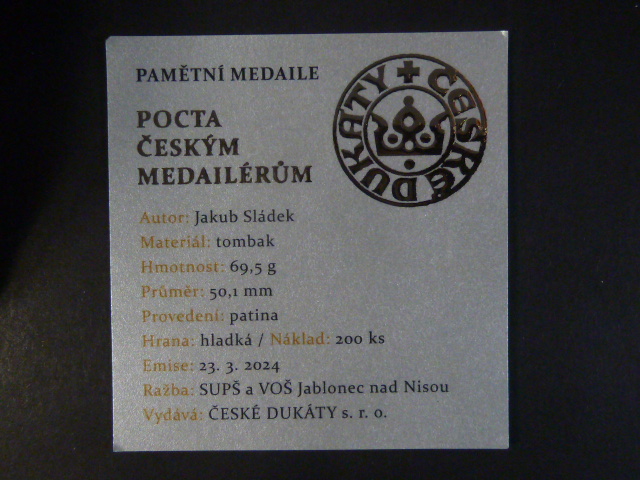 PAMĚTNÍ MEDAILE
ČESKÉ DUKÁTY
POCTA
ČESKÝM
MEDAILÉRŮM
Autor: Jakub Sládek
Materiál: tombak
Hmotnost: 69,5 g
Průměr: 50,1 mm
Provedení: patina
Hrana: hladká / Náklad: 200 ks
Emise: 23. 3. 2024
Ražba: SUPŠ a VOŠ Jablonec nad Nisou
Vydává: ČESKÉ DUKÁTY s. r. o.